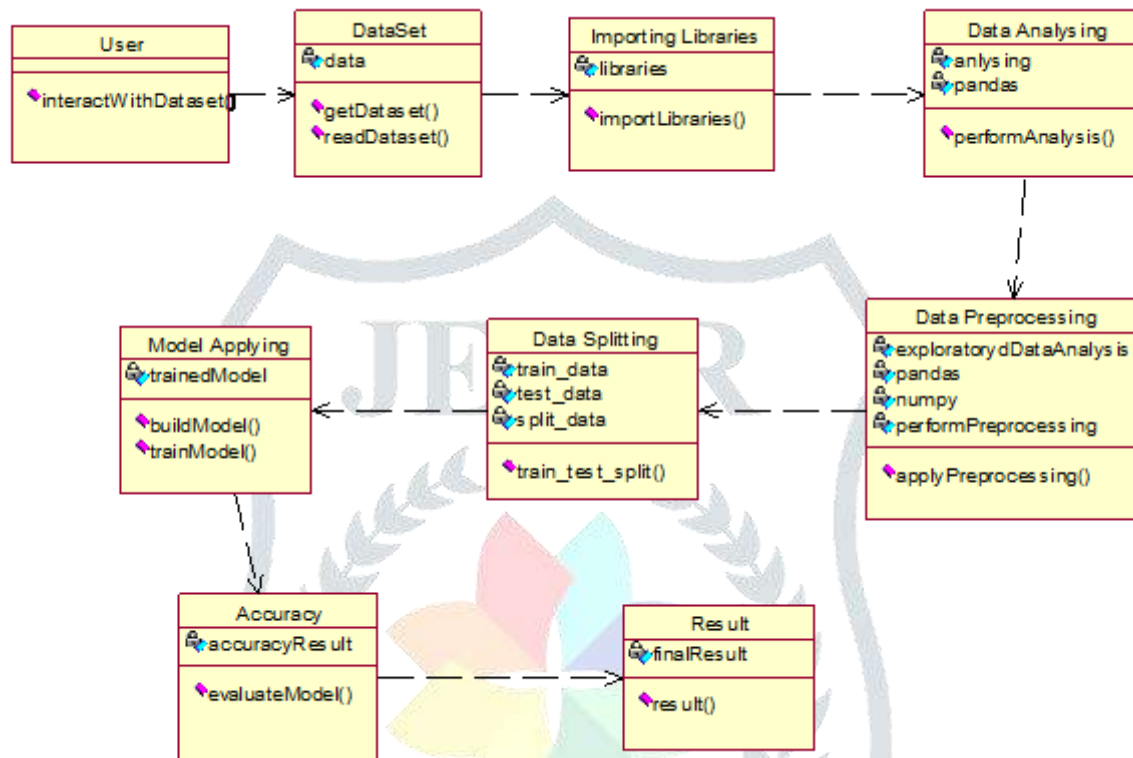 User
interactWithDataset()
DataSet
data
getDataset()
readDataset()
Importing Libraries
libraries
importLibraries()
Data Analysing
anlysing
pandas
performAnalysis()
Data Preprocessing
exploratorydDataAnalysis
pandas
numpy
performPreprocessing
applyPreprocessing()
Data Splitting
train_data
test_data
split_data
train_test_split()
Model Applying
trainedModel
buildModel()
trainModel()
Accuracy
accuracyResult
evaluateModel()
Result
finalResult
result()